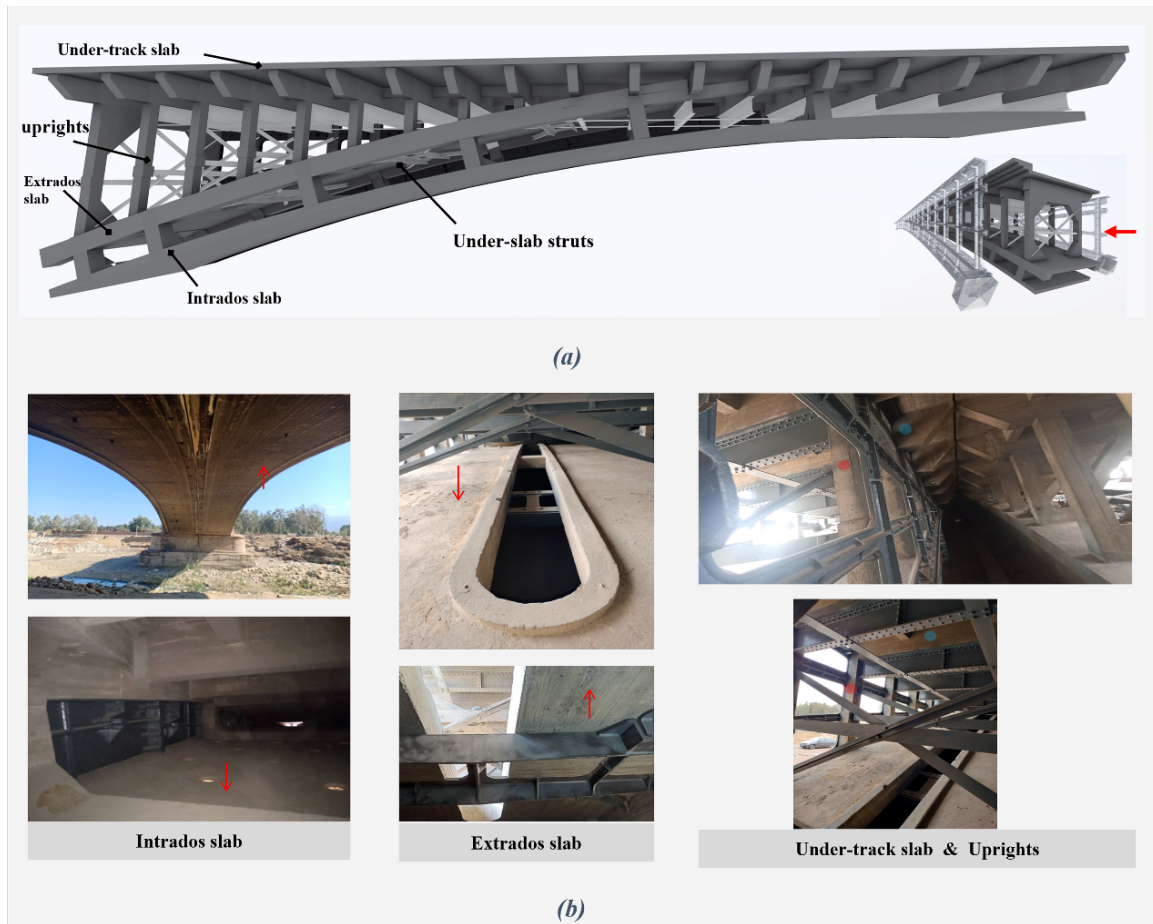 Under-track slab
uprights
Extrados
slab
Under-slab struts
Intrados slab
(a)
Intrados slab
Extrados slab
Under-track slab & Uprights
(b)